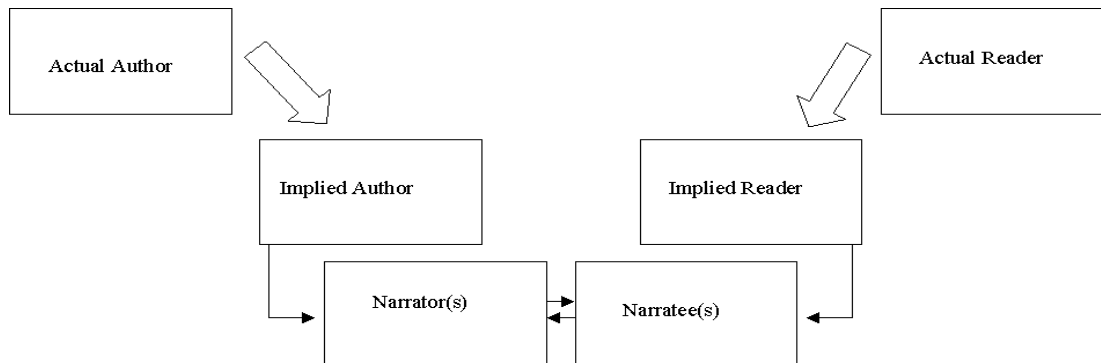 Actual Author
Actual Reader
Implied Author
Implied Reader
Narrator(s)
Narratee(s)